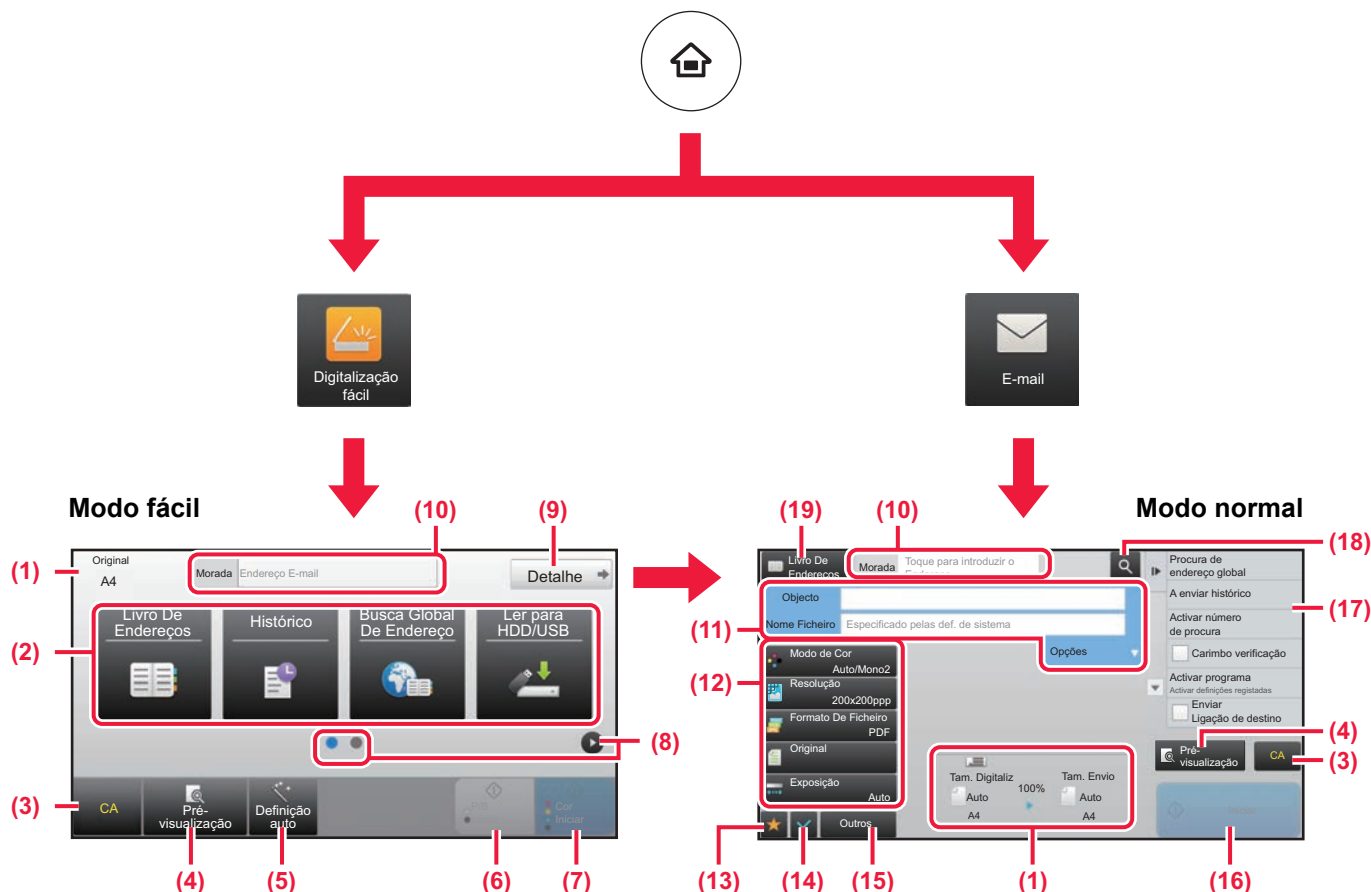 Digitalização
fácil
E-mail
Modo fácil
(10)
(9)
(1)
Original
A4
Morada
Endereço E-mail
Detalhe
(2)
Livro De
Endereços
Histórico
Busca Global
De Endereço
Ler para
HDD/USB
(8)
(3)
CA
Pré-
visualização
Definição
auto
P/B
Iniciar
Cor
Iniciar
(4)
(5)
(6)
(7)
Modo normal
(19)
(10)
(18)
Livro De
Endereços
Morada
Toque para introduzir o
Procura de
endereço global
A enviar histórico
(17)
(11)
Objecto
Nome Ficheiro
Especificado pelas def. de sistema
Opções
Activar número
de procura
Carimbo verificação
(12)
Modo de Cor
Auto/Mono2
Resolução
200x200ppp
Formato De Ficheiro
PDF
Original
Exposição
Auto
Activar programa
Activar definições registadas
Enviar
Ligação de destino
(4)
Pré-
visualização
CA
(3)
Tam. Digitaliz
Auto
A4
100%
Tam. Envio
Auto
A4
Outros
(13)
(14)
(15)
(1)
(16)